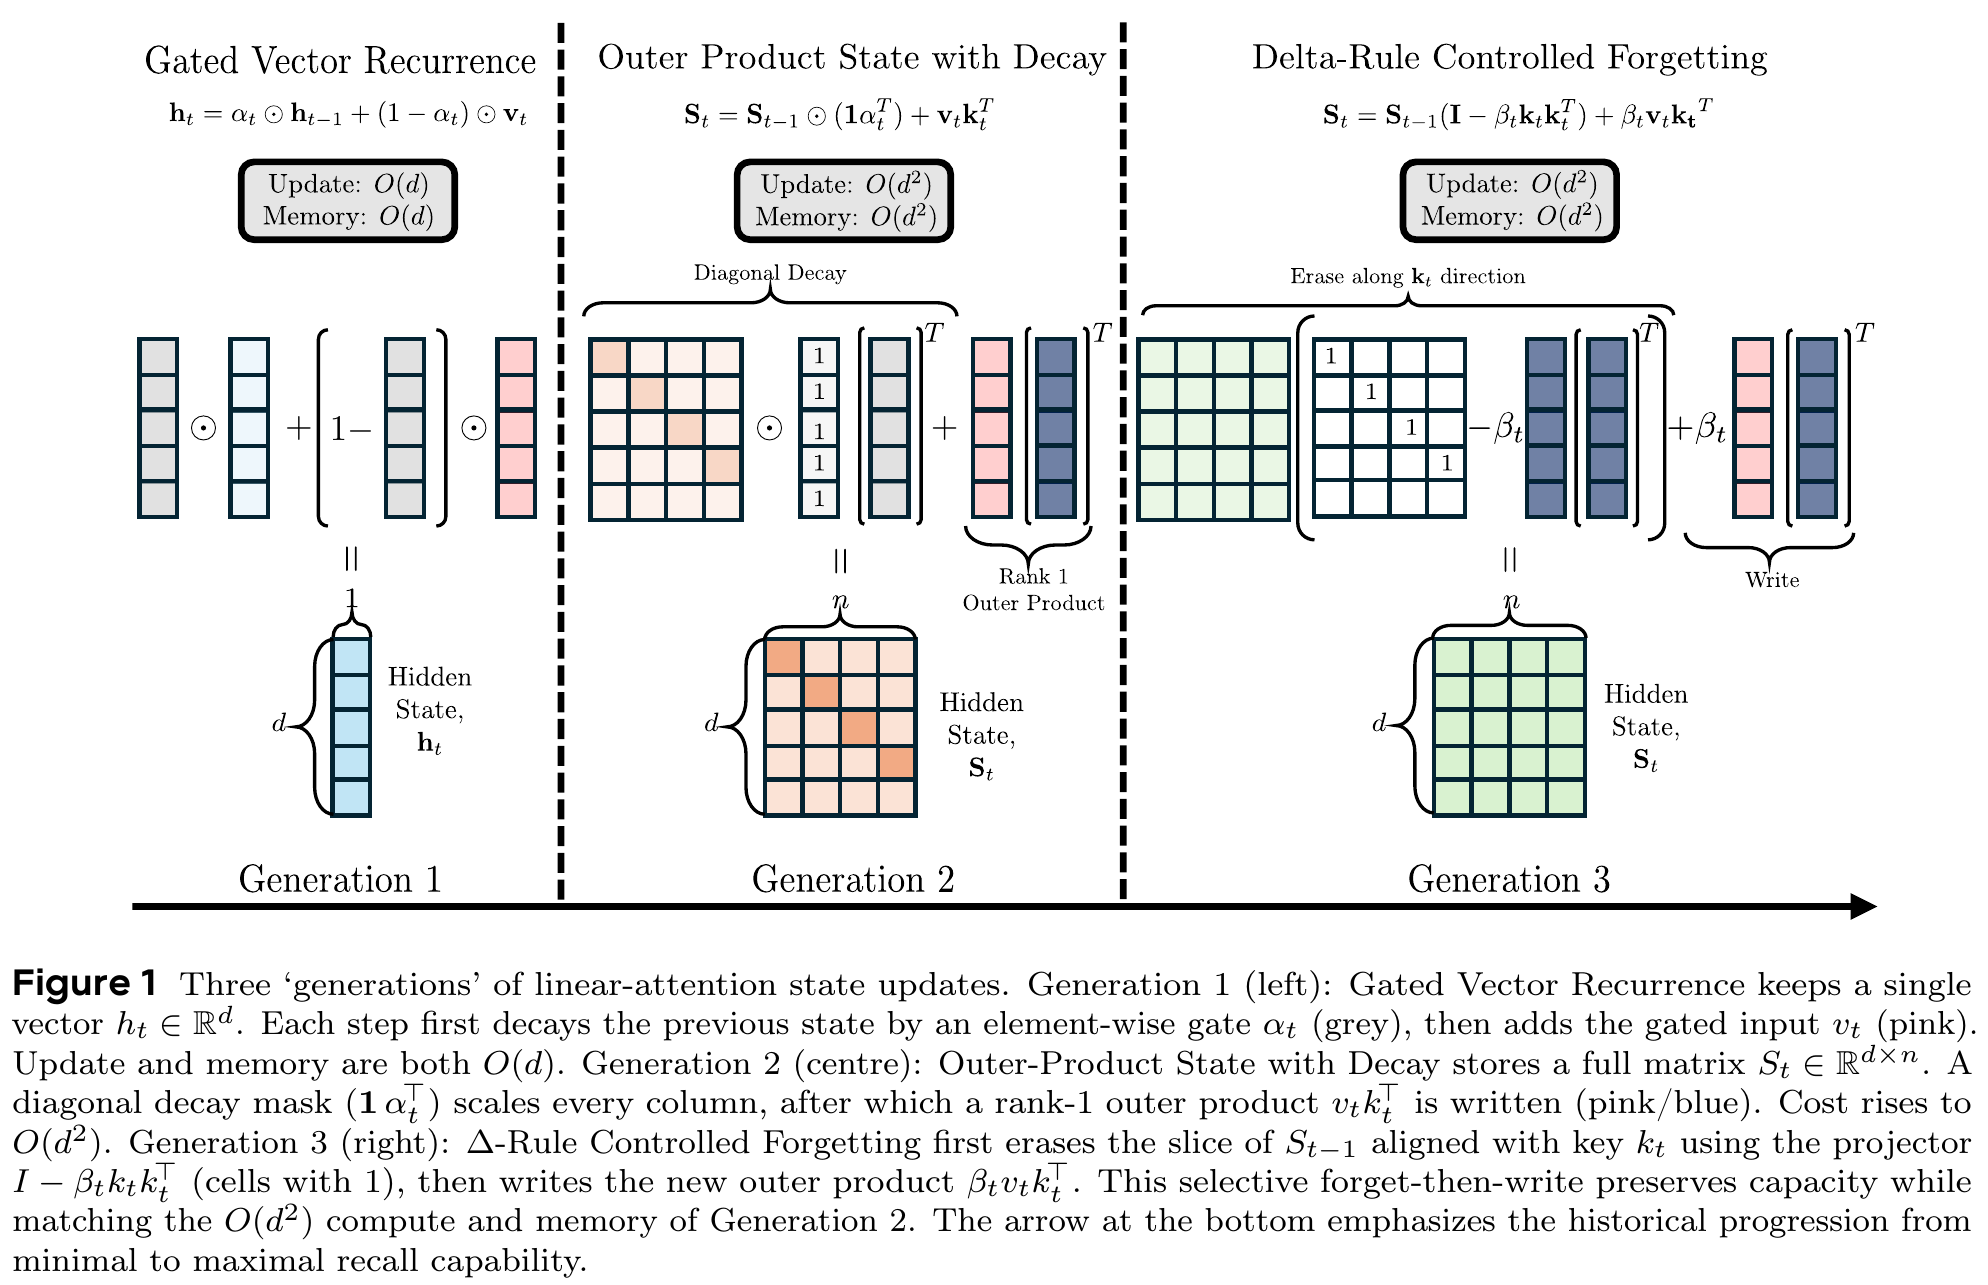 Gated Vector Recurrence
h_t = α_t ⊙ h_{t−1} + (1 − α_t) ⊙ v_t
Update: O(d)
Memory: O(d)
⊙ + 1− ⊙
=
1
d
Hidden
State,
h_t
Generation 1
Outer Product State with Decay
S_t = S_{t−1} ⊙ (1α_t^T) + v_t k_t^T
Update: O(d²)
Memory: O(d²)
Diagonal Decay
⊙
1
1
1
1
1
T
+
T
Rank 1
Outer Product
=
n
d
Hidden
State,
S_t
Generation 2
Delta-Rule Controlled Forgetting
S_t = S_{t−1}(I − β_t k_t k_t^T) + β_t v_t k_t^T
Update: O(d²)
Memory: O(d²)
Erase along k_t direction
1
1
1
1
−β_t
T
+β_t
T
Write
=
n
d
Hidden
State,
S_t
Generation 3
Figure 1 Three ‘generations’ of linear-attention state updates. Generation 1 (left): Gated Vector Recurrence keeps a single
vector h_t ∈ ℝ^d. Each step first decays the previous state by an element-wise gate α_t (grey), then adds the gated input v_t (pink).
Update and memory are both O(d). Generation 2 (centre): Outer-Product State with Decay stores a full matrix S_t ∈ ℝ^{d×n}. A
diagonal decay mask (1 α_t^⊤) scales every column, after which a rank-1 outer product v_t k_t^⊤ is written (pink/blue). Cost rises to
O(d²). Generation 3 (right): Δ-Rule Controlled Forgetting first erases the slice of S_{t−1} aligned with key k_t using the projector
I − β_t k_t k_t^⊤ (cells with 1), then writes the new outer product β_t v_t k_t^⊤. This selective forget-then-write preserves capacity while
matching the O(d²) compute and memory of Generation 2. The arrow at the bottom emphasizes the historical progression from
minimal to maximal recall capability.